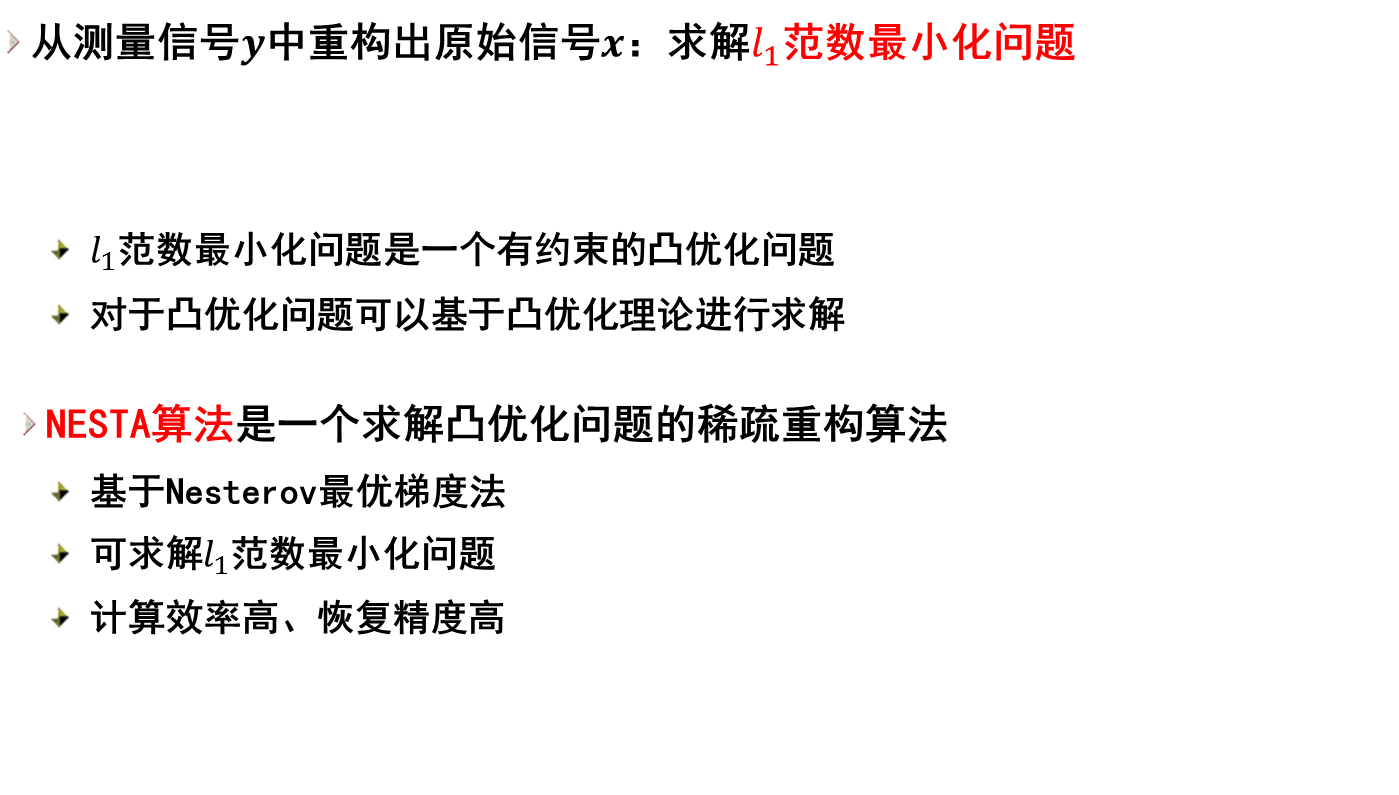 从测量信号y中重构出原始信号x：求解l₁范数最小化问题
l₁范数最小化问题是一个有约束的凸优化问题
对于凸优化问题可以基于凸优化理论进行求解
NESTA算法是一个求解凸优化问题的稀疏重构算法
基于Nesterov最优梯度法
可求解l₁范数最小化问题
计算效率高、恢复精度高